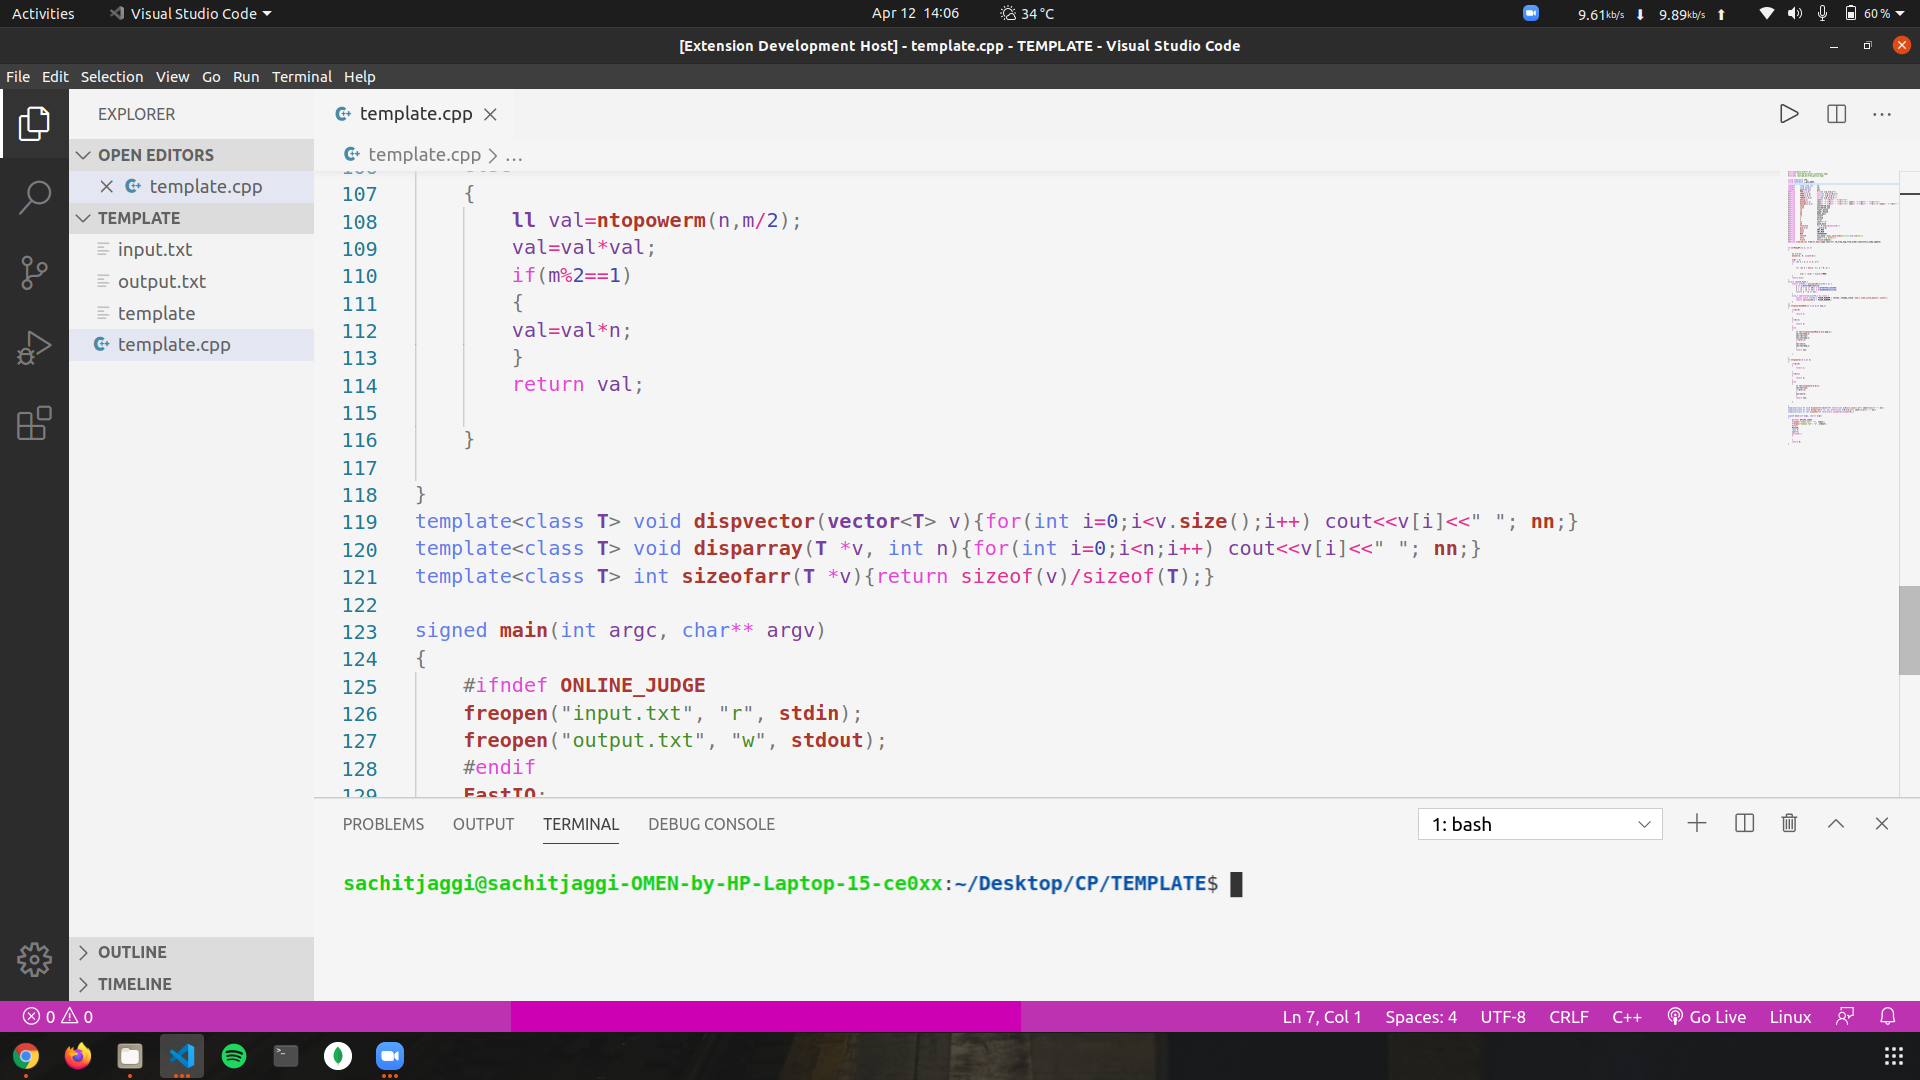 Activities Visual Studio Code Apr 12 14:06 34 °C 9.61kb/s 9.89kb/s 60 %
[Extension Development Host] - template.cpp - TEMPLATE - Visual Studio Code
File Edit Selection View Go Run Terminal Help
EXPLORER
OPEN EDITORS
template.cpp
TEMPLATE
input.txt
output.txt
template
template.cpp
OUTLINE
TIMELINE
template.cpp
template.cpp > ...
107 {
108 ll val=ntopowerm(n,m/2);
109 val=val*val;
110 if(m%2==1)
111 {
112 val=val*n;
113 }
114 return val;
115
116 }
117
118 }
119 template<class T> void dispvector(vector<T> v){for(int i=0;i<v.size();i++) cout<<v[i]<<" "; nn;}
120 template<class T> void disparray(T *v, int n){for(int i=0;i<n;i++) cout<<v[i]<<" "; nn;}
121 template<class T> int sizeofarr(T *v){return sizeof(v)/sizeof(T);}
122
123 signed main(int argc, char** argv)
124 {
125 #ifndef ONLINE_JUDGE
126 freopen("input.txt", "r", stdin);
127 freopen("output.txt", "w", stdout);
128 #endif
129 FastIO;
PROBLEMS OUTPUT TERMINAL DEBUG CONSOLE 1: bash
sachitjaggi@sachitjaggi-OMEN-by-HP-Laptop-15-ce0xx:~/Desktop/CP/TEMPLATE$
0 0 Ln 7, Col 1 Spaces: 4 UTF-8 CRLF C++ Go Live Linux